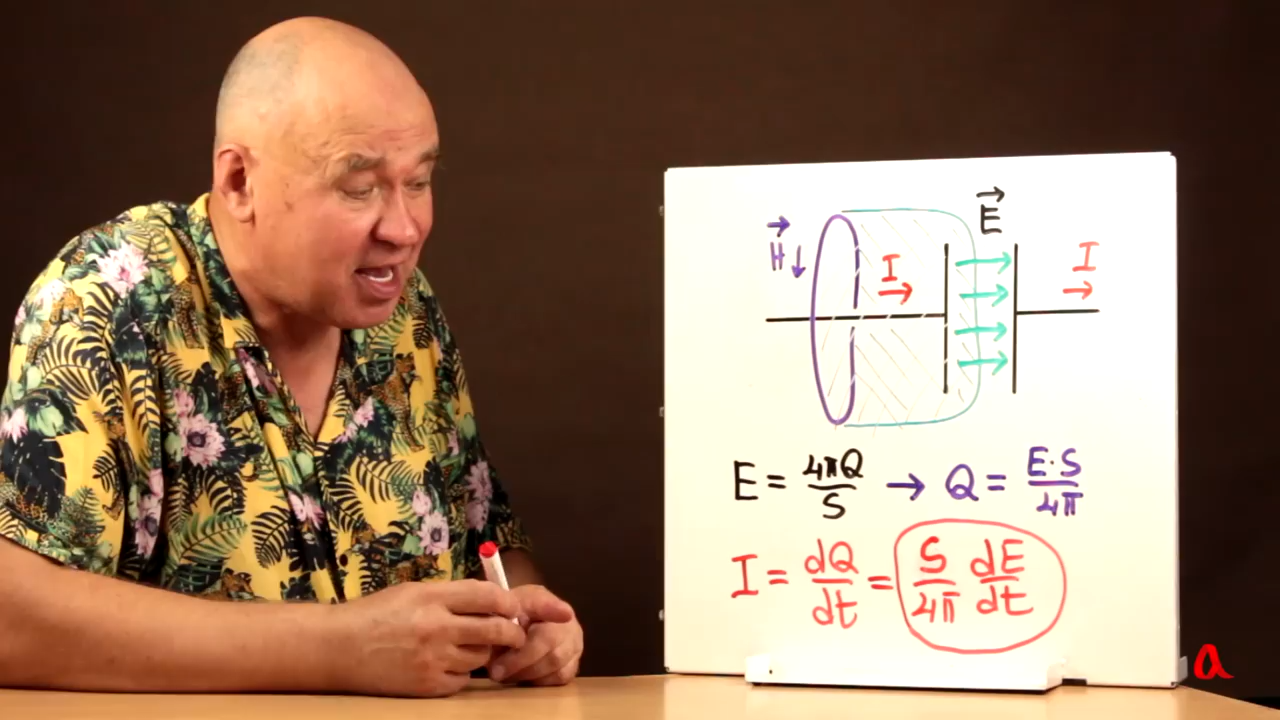 E⃗
H⃗ ↓
I
→
I
→
E = 4πQ/S → Q = E·S/4π
I = dQ/dt = S/4π dE/dt
a